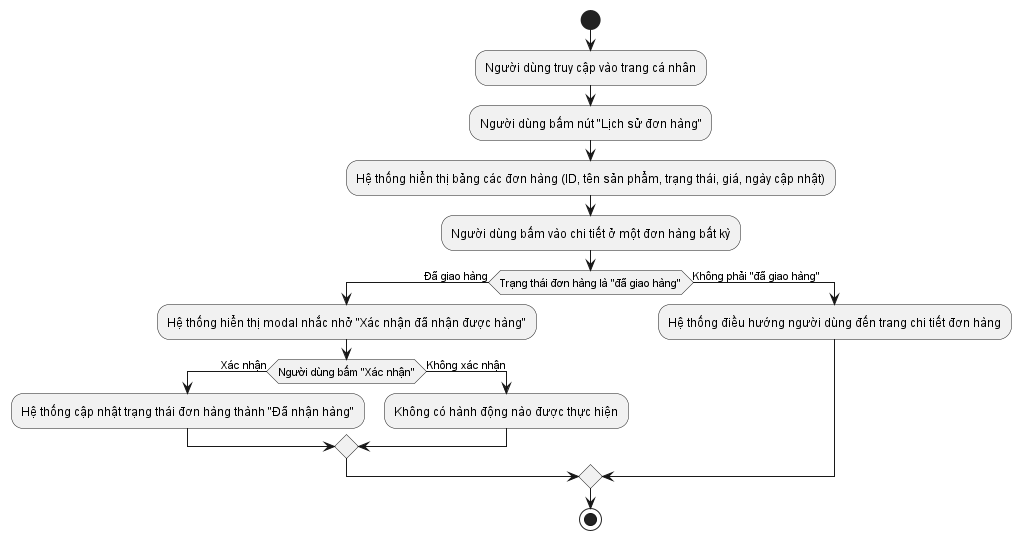 Người dùng truy cập vào trang cá nhân
Người dùng bấm nút "Lịch sử đơn hàng"
Hệ thống hiển thị bảng các đơn hàng (ID, tên sản phẩm, trạng thái, giá, ngày cập nhật)
Người dùng bấm vào chi tiết ở một đơn hàng bất kỳ
Đã giao hàng
Trạng thái đơn hàng là "đã giao hàng"
Không phải "đã giao hàng"
Hệ thống hiển thị modal nhắc nhở "Xác nhận đã nhận được hàng"
Hệ thống điều hướng người dùng đến trang chi tiết đơn hàng
Xác nhận
Người dùng bấm "Xác nhận"
Không xác nhận
Hệ thống cập nhật trạng thái đơn hàng thành "Đã nhận hàng"
Không có hành động nào được thực hiện